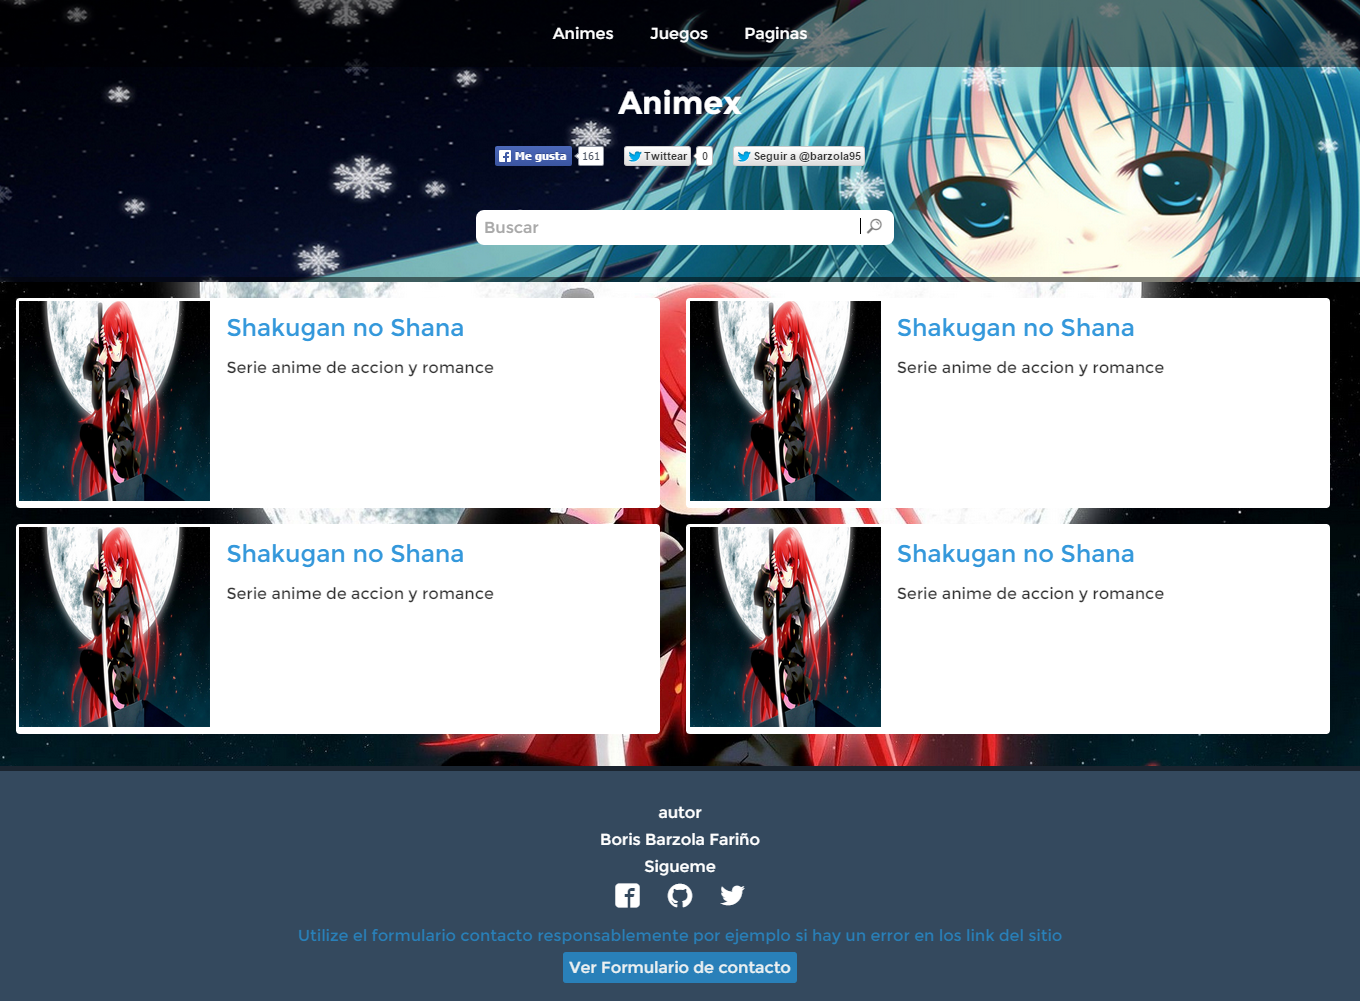 Animes Juegos Paginas
Animex
Me gusta 161 Twittear 0 Seguir a @barzola95
Buscar
Shakugan no Shana
Serie anime de accion y romance
Shakugan no Shana
Serie anime de accion y romance
Shakugan no Shana
Serie anime de accion y romance
Shakugan no Shana
Serie anime de accion y romance
autor
Boris Barzola Fariño
Sigueme
Utilize el formulario contacto responsablemente por ejemplo si hay un error en los link del sitio
Ver Formulario de contacto